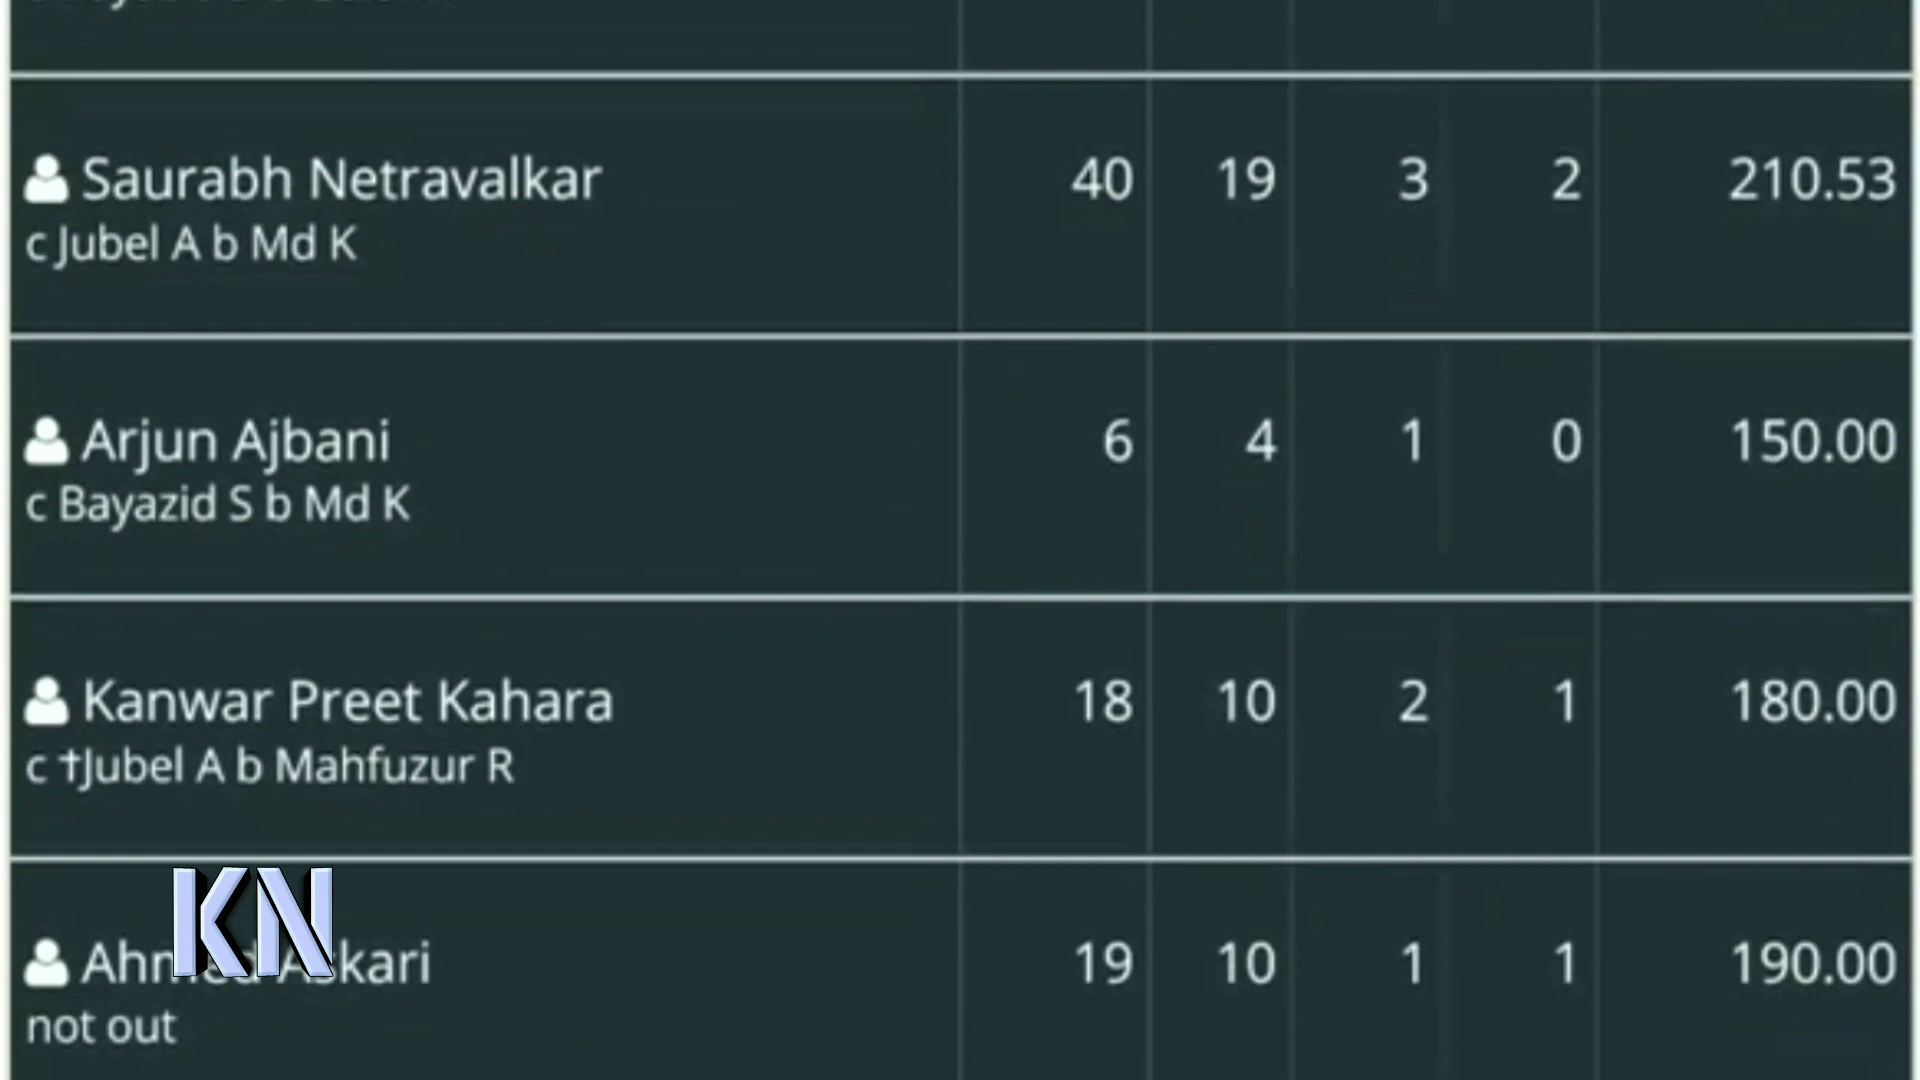 Saurabh Netravalkar 40 19 3 2 210.53
c Jubel A b Md K
Arjun Ajbani 6 4 1 0 150.00
c Bayazid S b Md K
Kanwar Preet Kahara 18 10 2 1 180.00
c †Jubel A b Mahfuzur R
KN
Ahmed Askari 19 10 1 1 190.00
not out